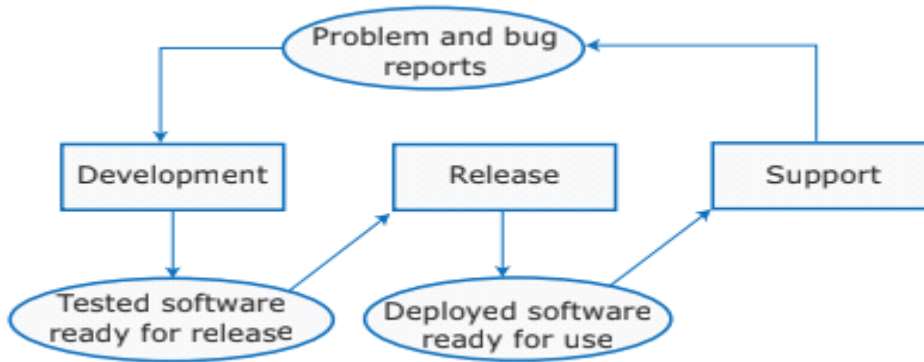 Problem and bug
reports
Development
Release
Support
Tested software
ready for release
Deployed software
ready for use